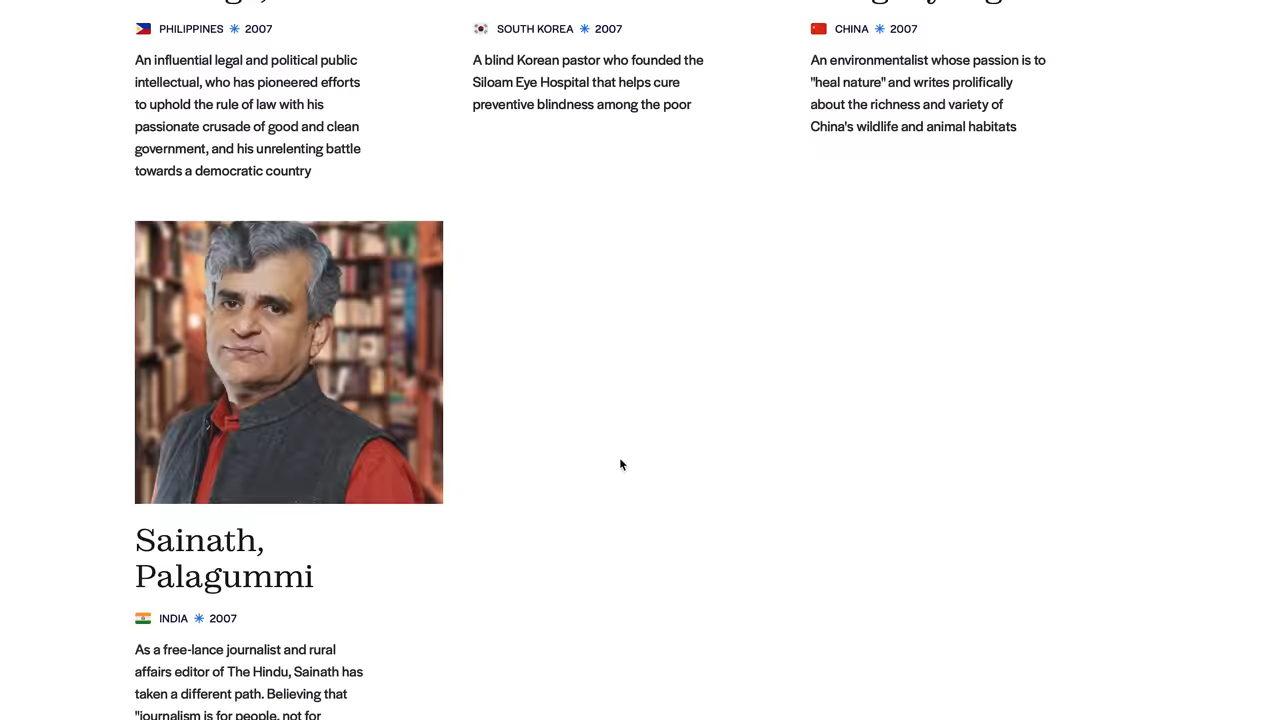 PHILIPPINES 2007
An influential legal and political public
intellectual, who has pioneered efforts
to uphold the rule of law with his
passionate crusade of good and clean
government, and his unrelenting battle
towards a democratic country
SOUTH KOREA 2007
A blind Korean pastor who founded the
Siloam Eye Hospital that helps cure
preventive blindness among the poor
CHINA 2007
An environmentalist whose passion is to
"heal nature" and writes prolifically
about the richness and variety of
China's wildlife and animal habitats
Sainath,
Palagummi
INDIA 2007
As a free-lance journalist and rural
affairs editor of The Hindu, Sainath has
taken a different path. Believing that
"journalism is for people, not for